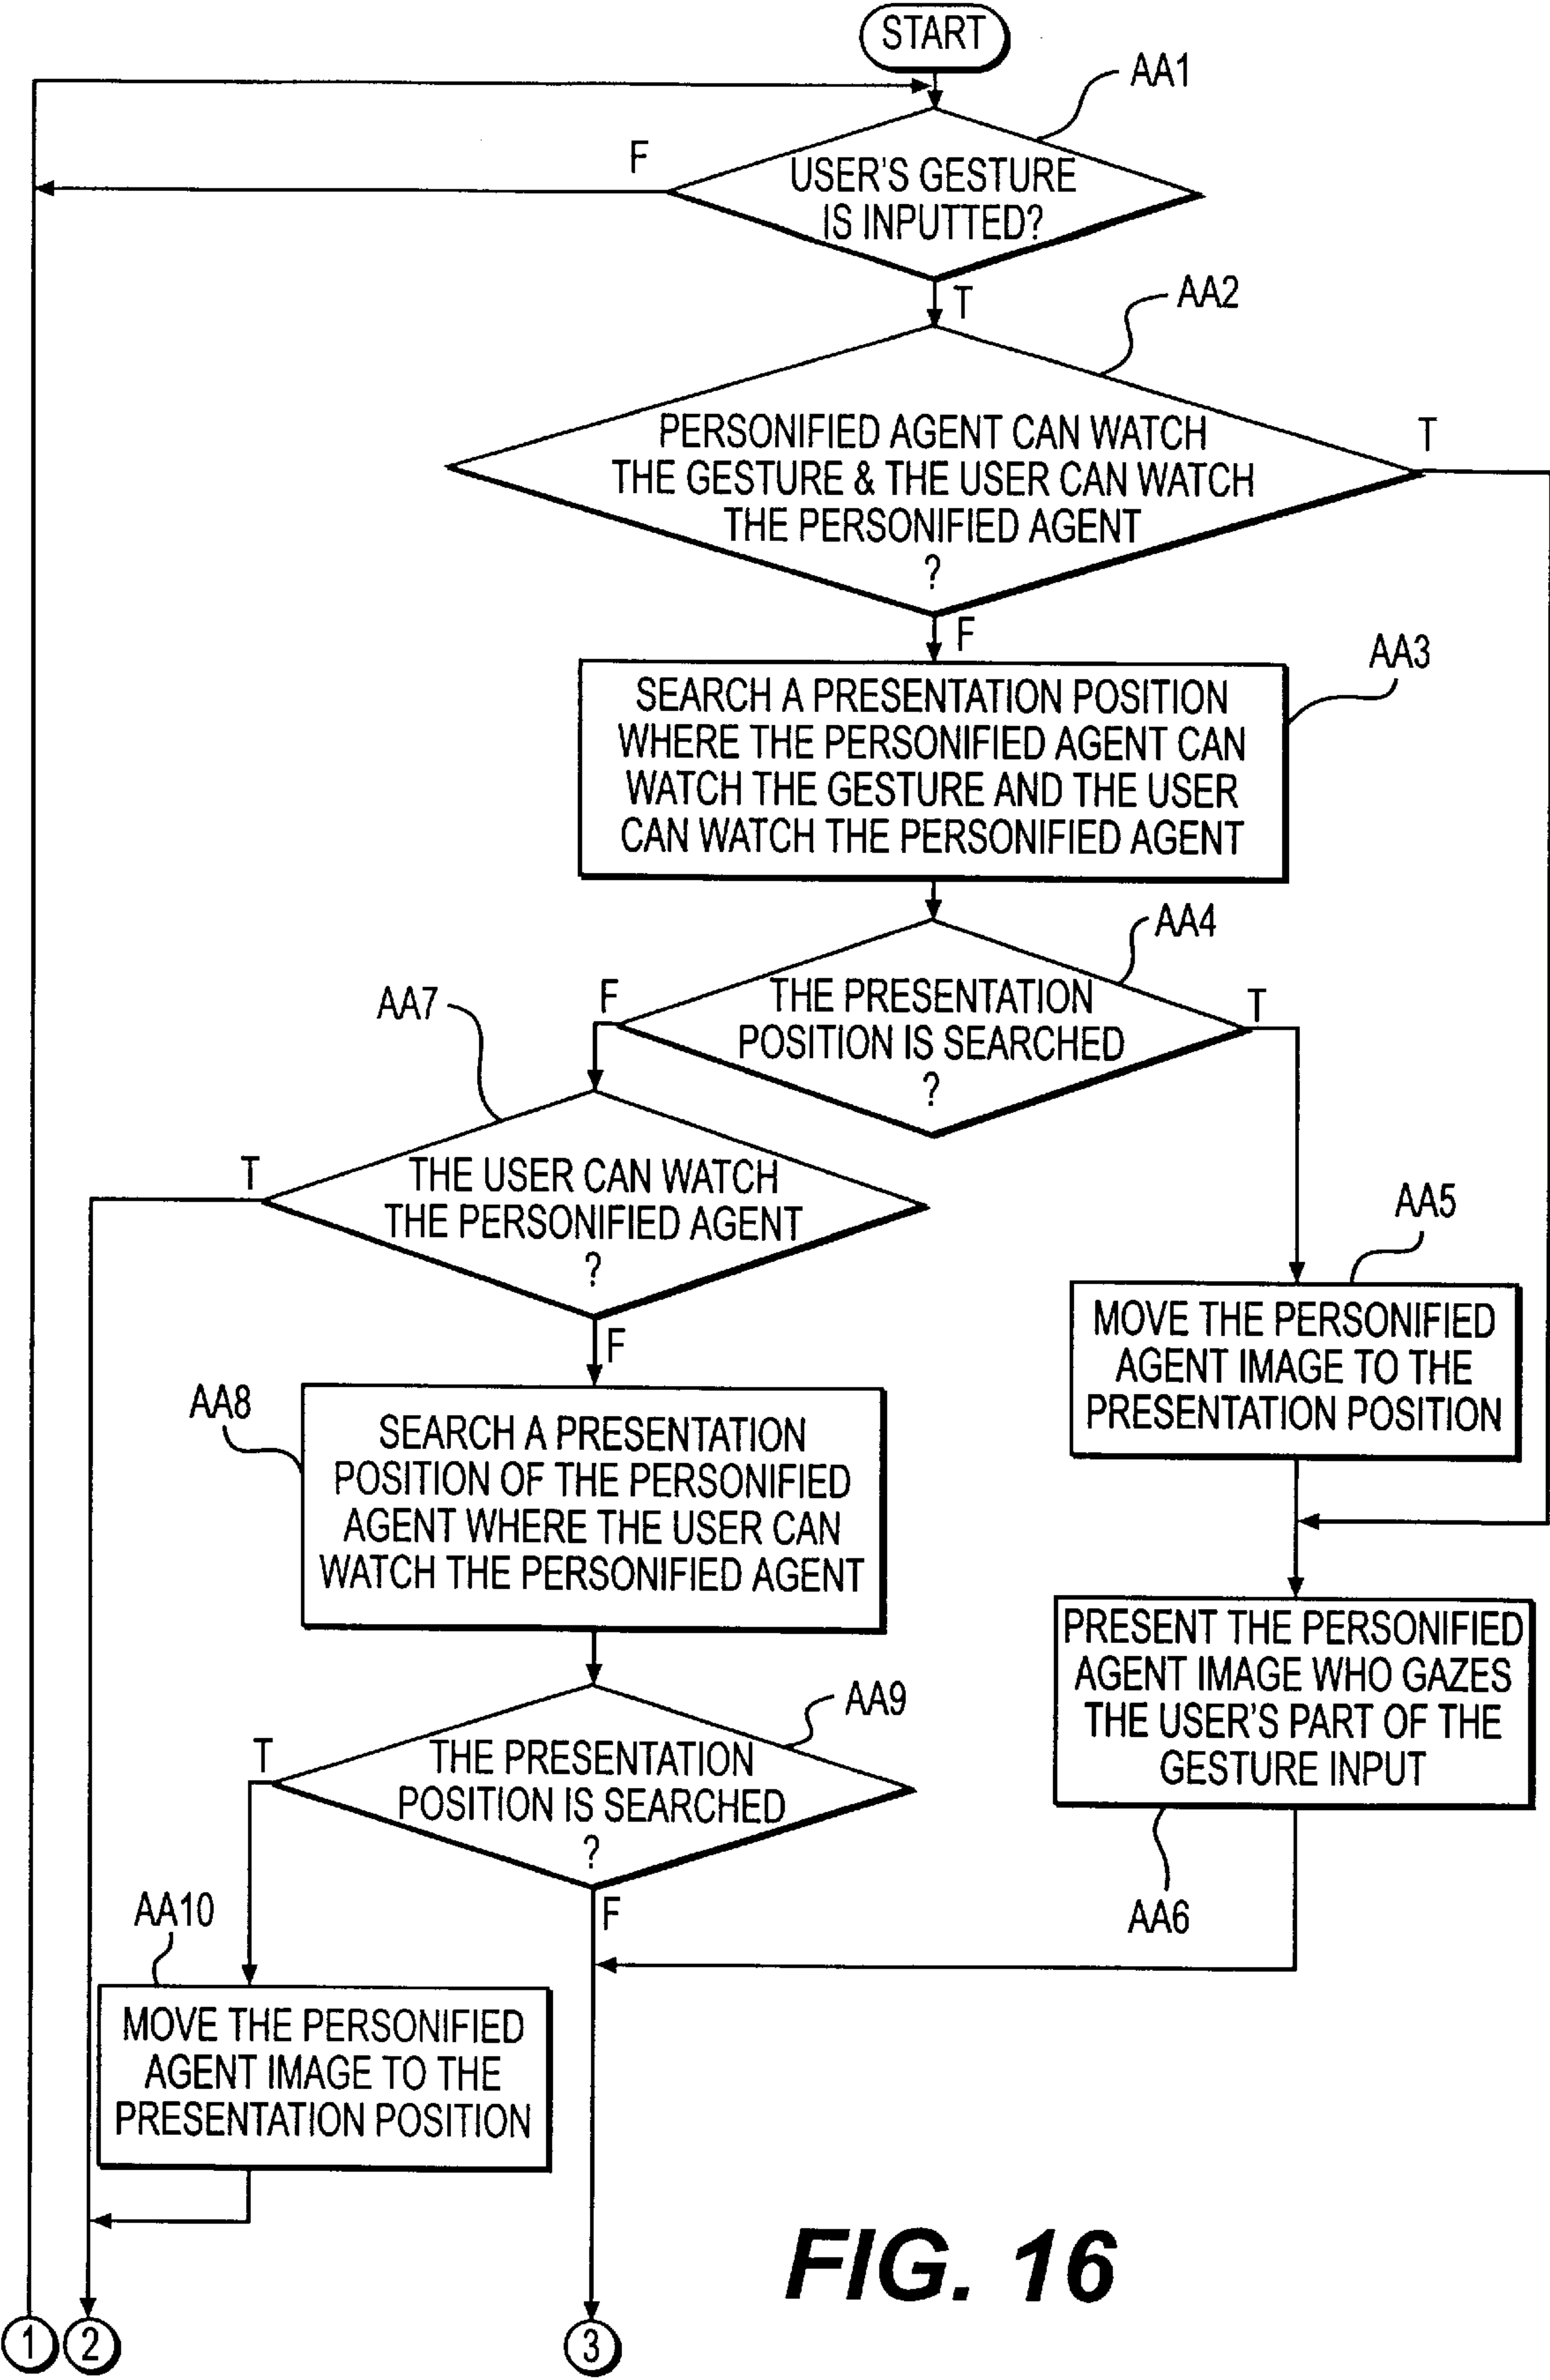 START
AA1
F
USER'S GESTURE
IS INPUTTED?
T
AA2
PERSONIFIED AGENT CAN WATCH
THE GESTURE & THE USER CAN WATCH
THE PERSONIFIED AGENT
?
T
F
AA3
SEARCH A PRESENTATION POSITION
WHERE THE PERSONIFIED AGENT CAN
WATCH THE GESTURE AND THE USER
CAN WATCH THE PERSONIFIED AGENT
AA4
THE PRESENTATION
POSITION IS SEARCHED
?
F
T
AA7
THE USER CAN WATCH
THE PERSONIFIED AGENT
?
T
F
AA5
MOVE THE PERSONIFIED
AGENT IMAGE TO THE
PRESENTATION POSITION
AA8
SEARCH A PRESENTATION
POSITION OF THE PERSONIFIED
AGENT WHERE THE USER CAN
WATCH THE PERSONIFIED AGENT
PRESENT THE PERSONIFIED
AGENT IMAGE WHO GAZES
THE USER'S PART OF THE
GESTURE INPUT
AA6
AA9
THE PRESENTATION
POSITION IS SEARCHED
?
T
F
AA10
MOVE THE PERSONIFIED
AGENT IMAGE TO THE
PRESENTATION POSITION
FIG. 16
1
2
3